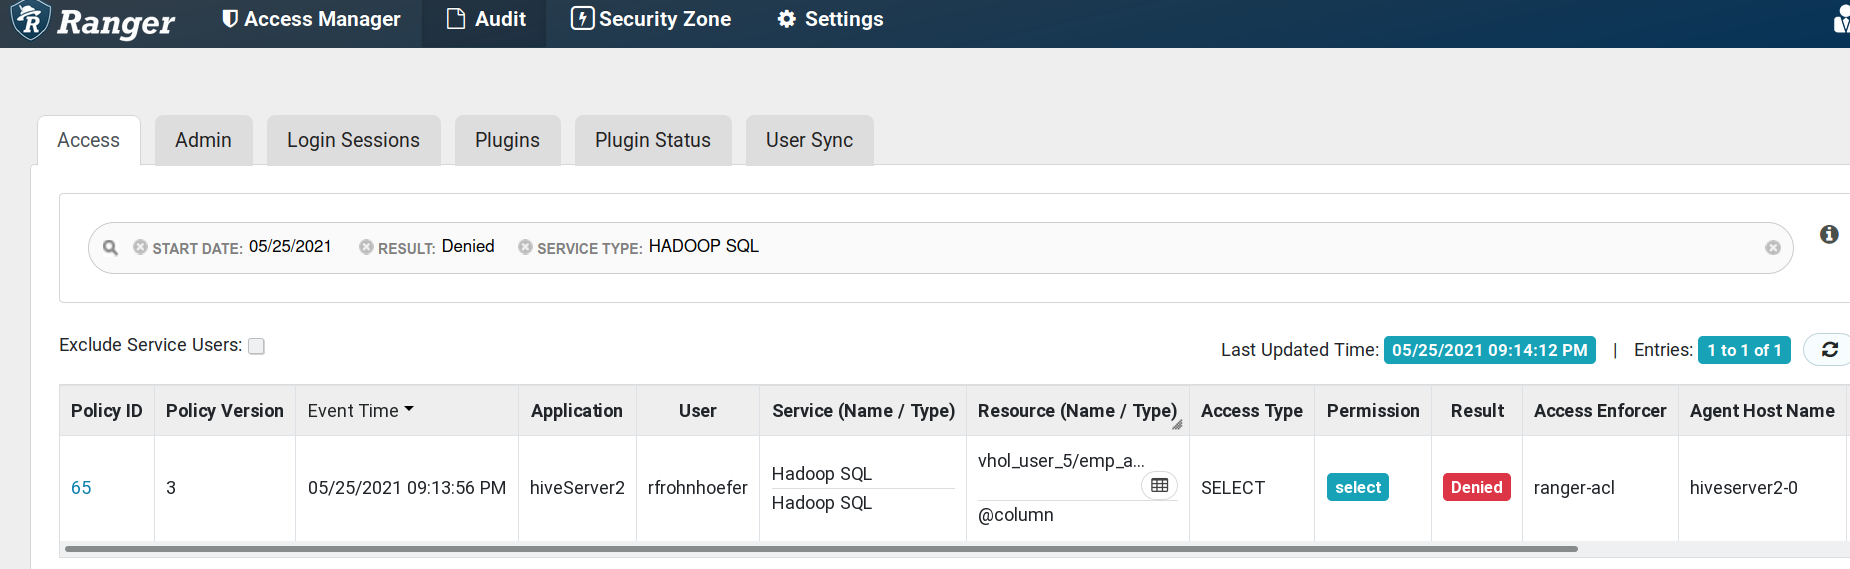 R Ranger Access Manager Audit Security Zone Settings
Access Admin Login Sessions Plugins Plugin Status User Sync
START DATE: 05/25/2021 RESULT: Denied SERVICE TYPE: HADOOP SQL
Exclude Service Users: Last Updated Time: 05/25/2021 09:14:12 PM | Entries: 1 to 1 of 1
Policy ID Policy Version Event Time Application User Service (Name / Type) Resource (Name / Type) Access Type Permission Result Access Enforcer Agent Host Name
65 3 05/25/2021 09:13:56 PM hiveServer2 rfrohnhoefer Hadoop SQL vhol_user_5/emp_a... SELECT select Denied ranger-acl hiveserver2-0
Hadoop SQL @column